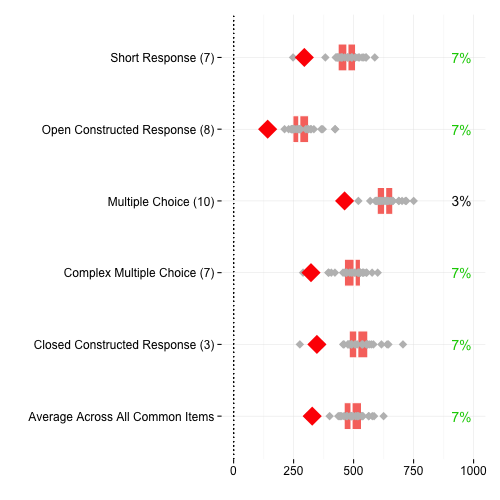 Short Response (7) 7%
Open Constructed Response (8) 7%
Multiple Choice (10) 3%
Complex Multiple Choice (7) 7%
Closed Constructed Response (3) 7%
Average Across All Common Items 7%
0 250 500 750 1000